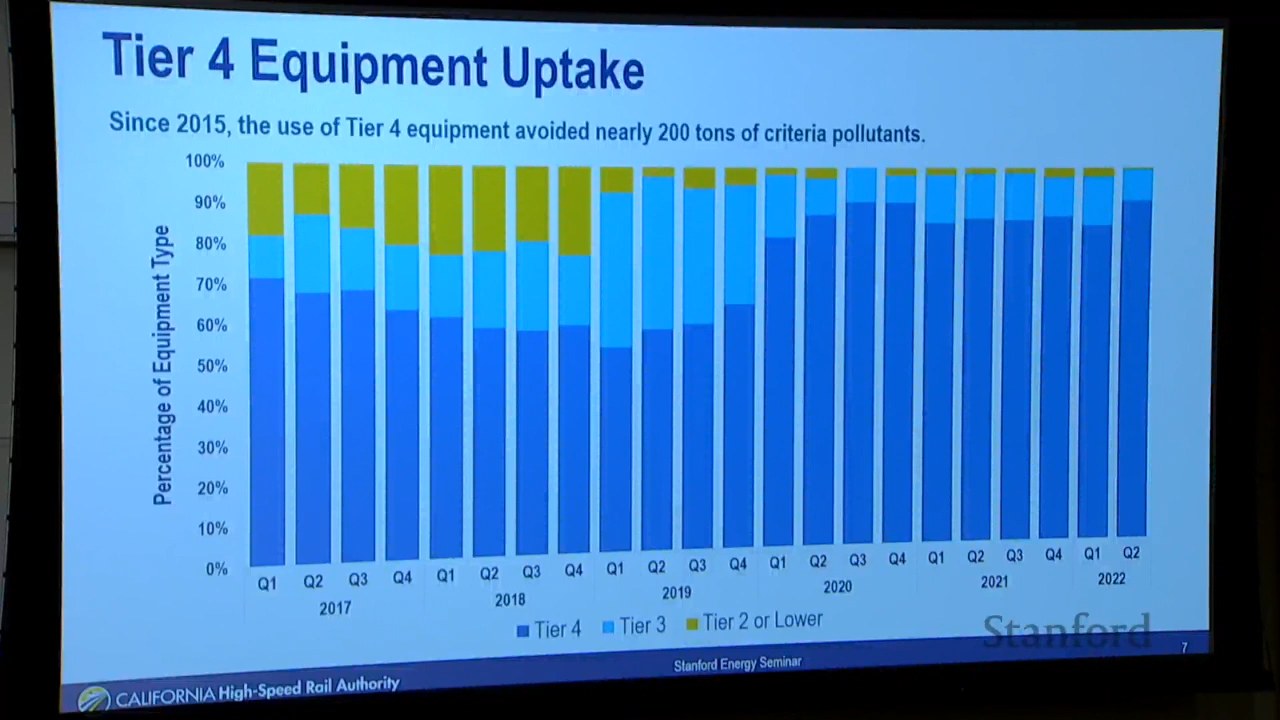 Tier 4 Equipment Uptake
Since 2015, the use of Tier 4 equipment avoided nearly 200 tons of criteria pollutants.
Percentage of Equipment Type
100%
90%
80%
70%
60%
50%
40%
30%
20%
10%
0%
Q1 Q2 Q3 Q4 Q1 Q2 Q3 Q4 Q1 Q2 Q3 Q4 Q1 Q2 Q3 Q4 Q1 Q2 Q3 Q4 Q1 Q2
2017 2018 2019 2020 2021 2022
Tier 4 Tier 3 Tier 2 or Lower
Stanford
7
Stanford Energy Seminar
CALIFORNIA High-Speed Rail Authority